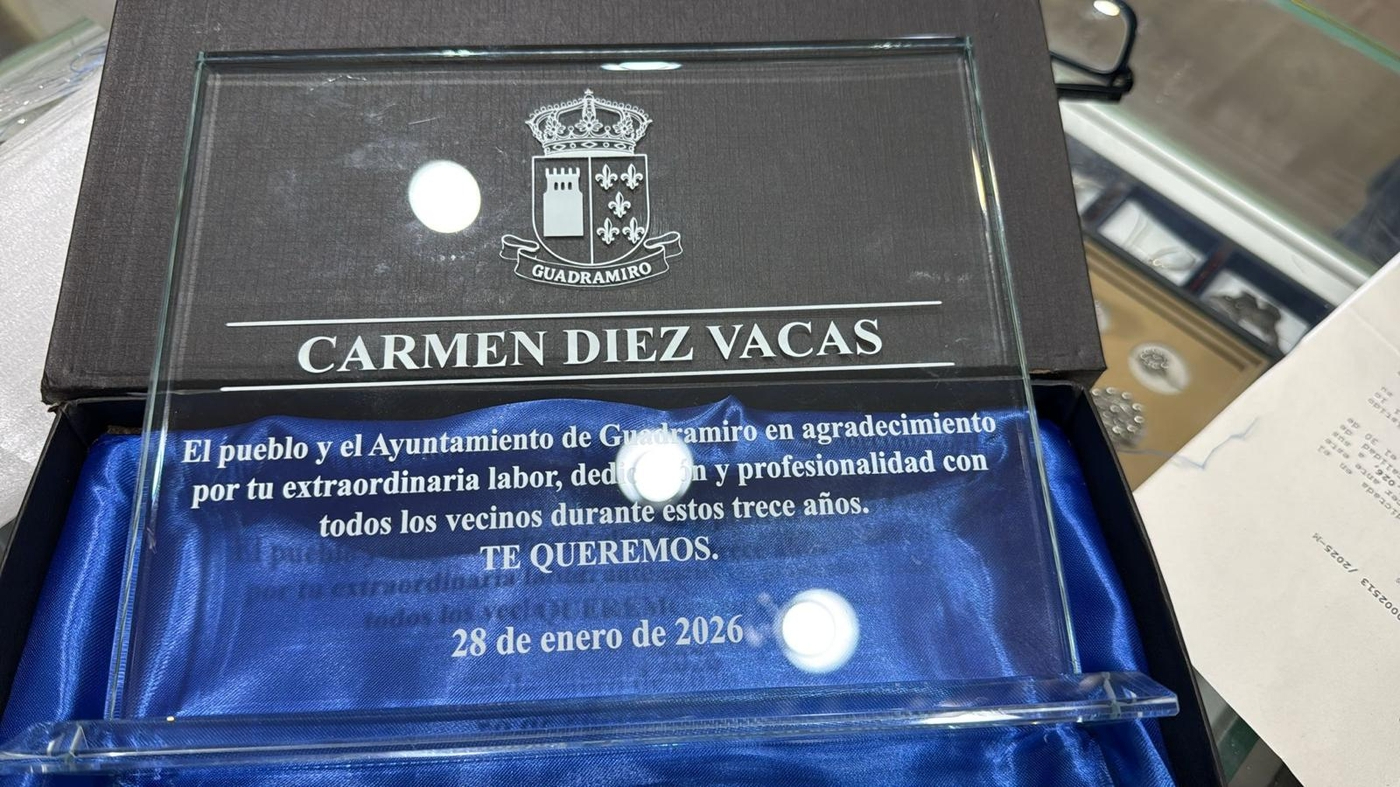 GUADRAMIRO
CARMEN DIEZ VACAS
El pueblo y el Ayuntamiento de Guadramiro en agradecimiento
por tu extraordinaria labor, dedicación y profesionalidad con
todos los vecinos durante estos trece años.
TE QUEREMOS.
28 de enero de 2026